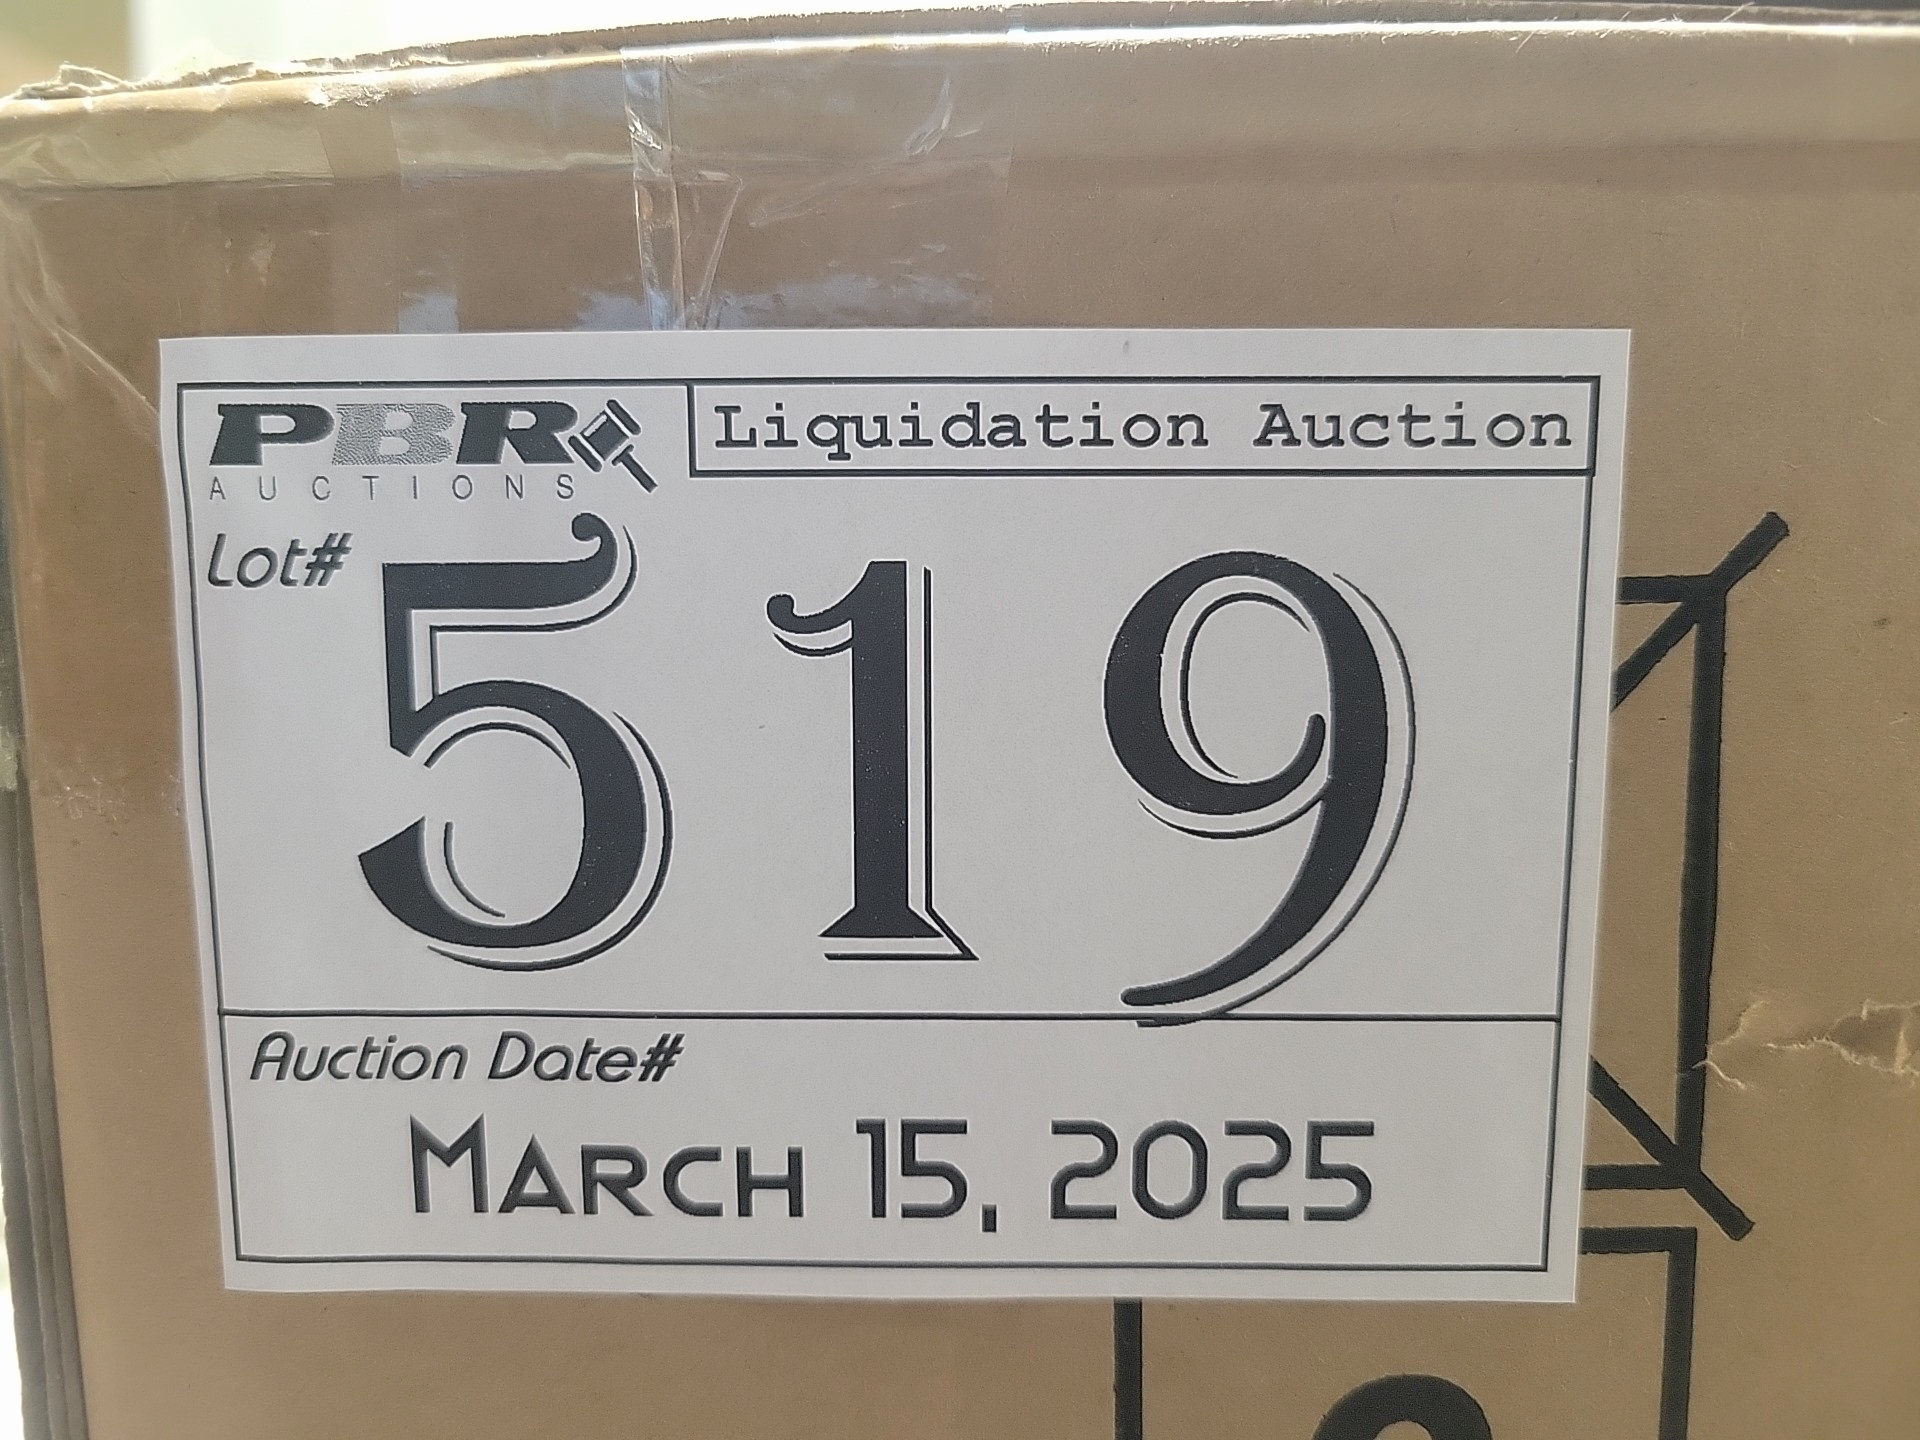 PBR
AUCTIONS
Liquidation Auction
Lot#
519
Auction Date#
MARCH 15, 2025